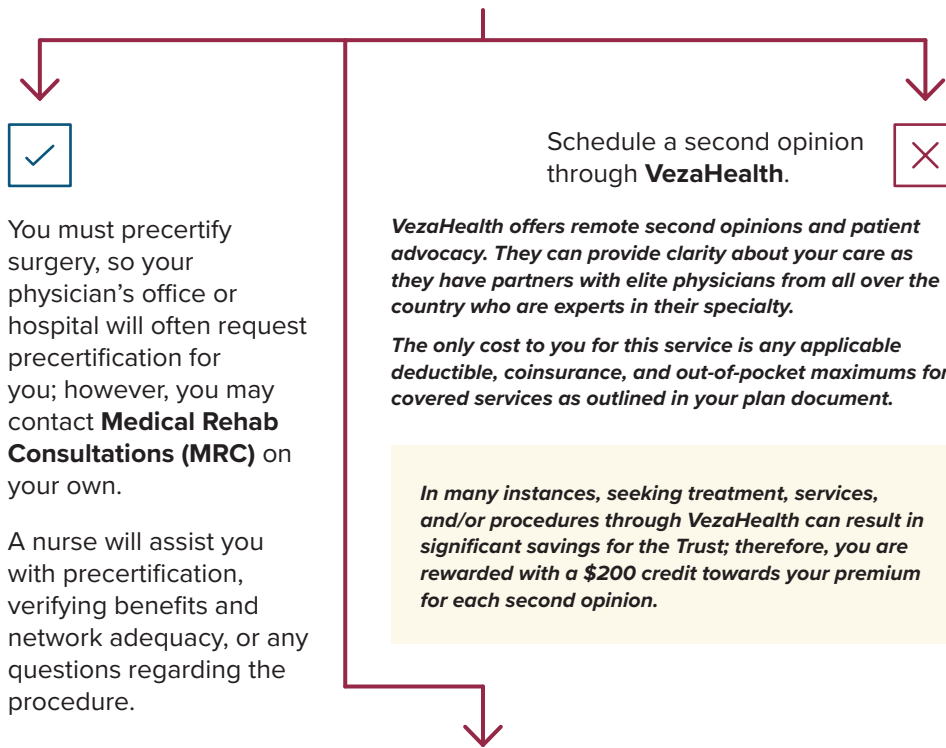 You must precertify
surgery, so your
physician’s office or
hospital will often request
precertification for
you; however, you may
contact Medical Rehab
Consultations (MRC) on
your own.
A nurse will assist you
with precertification,
verifying benefits and
network adequacy, or any
questions regarding the
procedure.
Schedule a second opinion
through VezaHealth.
VezaHealth offers remote second opinions and patient
advocacy. They can provide clarity about your care as
they have partners with elite physicians from all over the
country who are experts in their specialty.
The only cost to you for this service is any applicable
deductible, coinsurance, and out-of-pocket maximums for
covered services as outlined in your plan document.
In many instances, seeking treatment, services,
and/or procedures through VezaHealth can result in
significant savings for the Trust; therefore, you are
rewarded with a $200 credit towards your premium
for each second opinion.